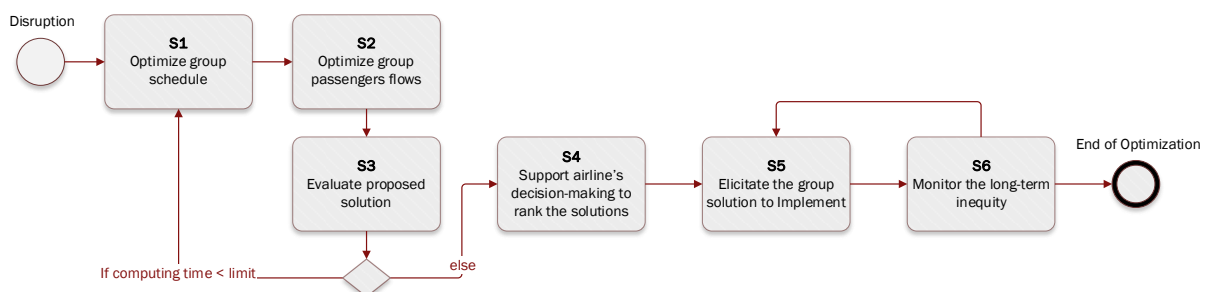 Disruption
S1
Optimize group
schedule
S2
Optimize group
passengers flows
S3
Evaluate proposed
solution
If computing time < limit
else
S4
Support airline's
decision-making to
rank the solutions
S5
Elicitate the group
solution to Implement
S6
Monitor the long-term
inequity
End of Optimization